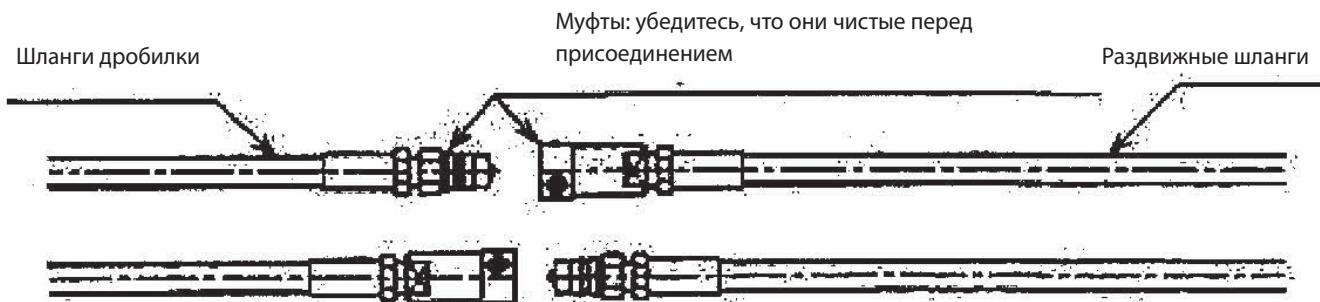 Шланги дробилки
Муфты: убедитесь, что они чистые перед
присоединением
Раздвижные шланги